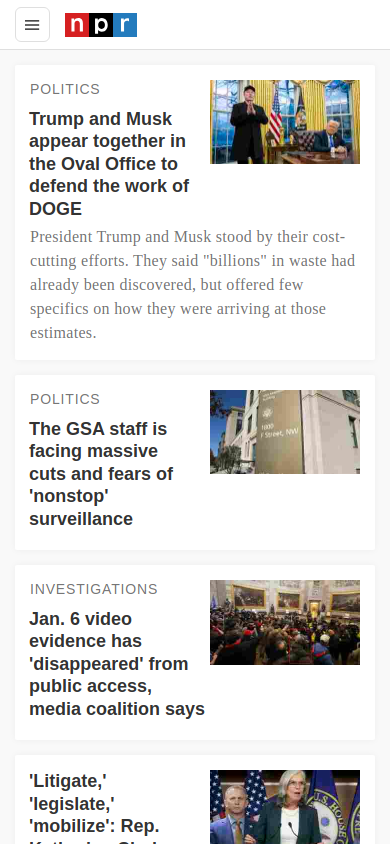 npr
POLITICS
Trump and Musk
appear together in
the Oval Office to
defend the work of
DOGE
President Trump and Musk stood by their cost-
cutting efforts. They said "billions" in waste had
already been discovered, but offered few
specifics on how they were arriving at those
estimates.
POLITICS
The GSA staff is
facing massive
cuts and fears of
'nonstop'
surveillance
1800
F Street, NW
INVESTIGATIONS
Jan. 6 video
evidence has
'disappeared' from
public access,
media coalition says
'Litigate,'
'legislate,'
'mobilize': Rep.